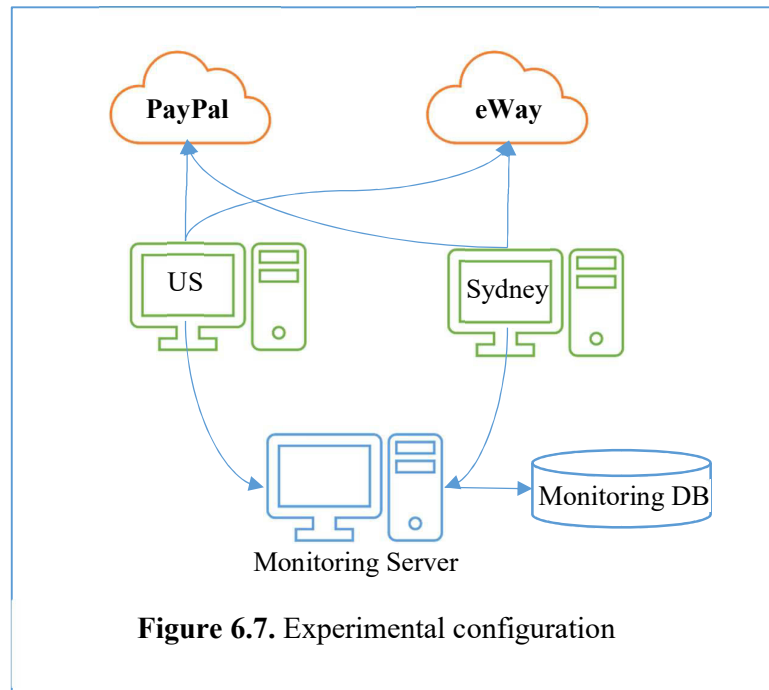 PayPal
eWay
US
Sydney
Monitoring DB
Monitoring Server
Figure 6.7. Experimental configuration